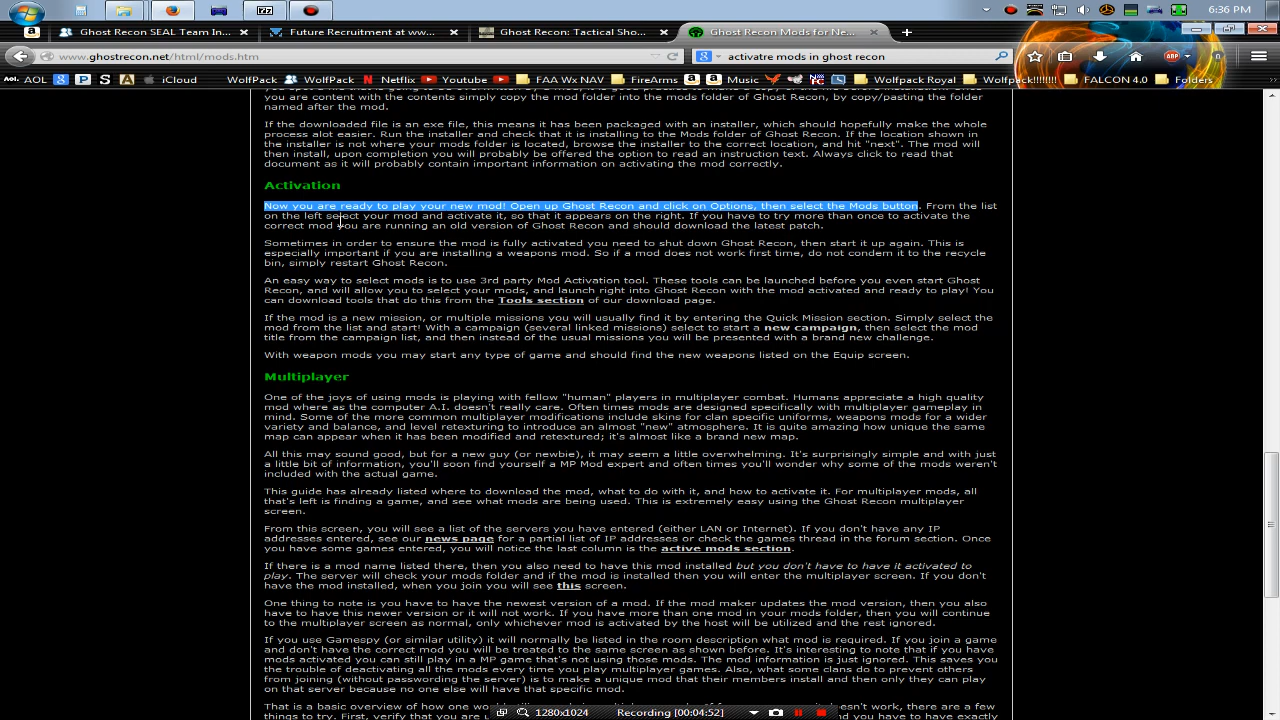 6:36 PM
Ghost Recon SEAL Team In...
Future Recruitment at ww...
Ghost Recon: Tactical Sho...
Ghost Recon Mods for Ne...
www.ghostrecon.net/html/mods.htm
activatre mods in ghost recon
AOL
iCloud
WolfPack
WolfPack
Netflix
Youtube
FAA Wx NAV
FireArms
Music
Wolfpack Royal
Wolfpack!!!!!!!!
FALCON 4.0
Folders
are content with the contents simply copy the mod folder into the mods folder of Ghost Recon, by copy/pasting the folder
named after the mod.
If the downloaded file is an exe file, this means it has been packaged with an installer, which should hopefully make the whole
process alot easier. Run the installer and check that it is installing to the Mods folder of Ghost Recon. If the location shown in
the installer is not where your mods folder is located, browse the installer to the correct location, and hit "next". The mod will
then install, upon completion you will probably be offered the option to read an instruction text. Always click to read that
document as it will probably contain important information on activating the mod correctly.
Activation
Now you are ready to play your new mod! Open up Ghost Recon and click on Options, then select the Mods button. From the list
on the left select your mod and activate it, so that it appears on the right. If you have to try more than once to activate the
correct mod you are running an old version of Ghost Recon and should download the latest patch.
Sometimes in order to ensure the mod is fully activated you need to shut down Ghost Recon, then start it up again. This is
especially important if you are installing a weapons mod. So if a mod does not work first time, do not condem it to the recycle
bin, simply restart Ghost Recon.
An easy way to select mods is to use 3rd party Mod Activation tool. These tools can be launched before you even start Ghost
Recon, and will allow you to select your mods, and launch right into Ghost Recon with the mod activated and ready to play! You
can download tools that do this from the Tools section of our download page.
If the mod is a new mission, or multiple missions you will usually find it by entering the Quick Mission section. Simply select the
mod from the list and start! With a campaign (several linked missions) select to start a new campaign, then select the mod
title from the campaign list, and then instead of the usual missions you will be presented with a brand new challenge.
With weapon mods you may start any type of game and should find the new weapons listed on the Equip screen.
Multiplayer
One of the joys of using mods is playing with fellow "human" players in multiplayer combat. Humans appreciate a high quality
mod where as the computer A.I. doesn't really care. Often times mods are designed specifically with multiplayer gameplay in
mind. Some of the more common multiplayer modifications include skins for clan specific uniforms, weapons mods for a wider
variety and balance, and level retexturing to introduce an almost "new" atmosphere. It is quite amazing how unique the same
map can appear when it has been modified and retextured; it's almost like a brand new map.
All this may sound good, but for a new guy (or newbie), it may seem a little overwhelming. It's surprisingly simple and with just
a little bit of information, you'll soon find yourself a MP Mod expert and often times you'll wonder why some of the mods weren't
included with the actual game.
This guide has already listed where to download the mod, what to do with it, and how to activate it. For multiplayer mods, all
that's left is finding a game, and see what mods are being used. This is extremely easy using the Ghost Recon multiplayer
screen.
From this screen, you will see a list of the servers you have entered (either LAN or Internet). If you don't have any IP
addresses entered, see our news page for a partial list of IP addresses or check the games thread in the forum section. Once
you have some games entered, you will notice the last column is the active mods section.
If there is a mod name listed there, then you also need to have this mod installed but you don't have to have it activated to
play. The server will check your mods folder and if the mod is installed then you will enter the multiplayer screen. If you don't
have the mod installed, when you join you will see this screen.
One thing to note is you have to have the newest version of a mod. If the mod maker updates the mod version, then you also
have to have this newer version or it will not work. If you have more than one mod in your mods folder, then you will continue
to the multiplayer screen as normal, only whichever mod is activated by the host will be utilized and the rest ignored.
If you use Gamespy (or similar utility) it will normally be listed in the room description what mod is required. If you join a game
and don't have the correct mod you will be treated to the same screen as shown before. It's interesting to note that if you have
mods activated you can still play in a MP game that's not using those mods. The mod information is just ignored. This saves you
the trouble of deactivating all the mods every time you play multiplayer games. Also, what some clans do to prevent others
from joining (without passwording the server) is to make a unique mod that their members install and then only they can play
on that server because no one else will have that specific mod.
That is a basic overview of how one
doesn't work, there are a few
things to try. First, verify that you are
and you have to have exactly
1280x1024
Recording [00:04:52]